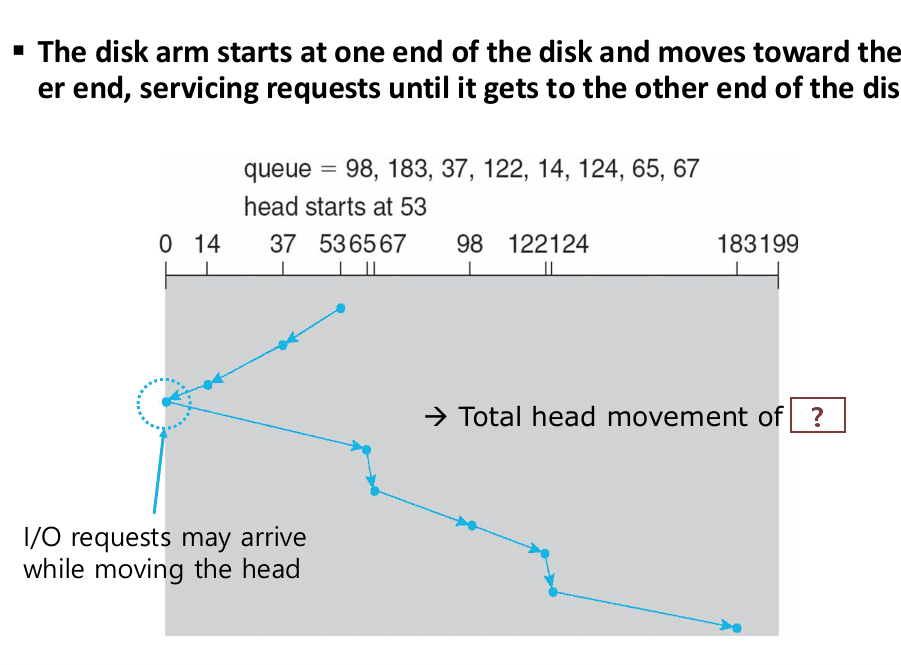 ▪ The disk arm starts at one end of the disk and moves toward the
er end, servicing requests until it gets to the other end of the dis
queue = 98, 183, 37, 122, 14, 124, 65, 67
head starts at 53
0 14 37 53 65 67 98 122 124 183 199
→ Total head movement of ?
I/O requests may arrive
while moving the head